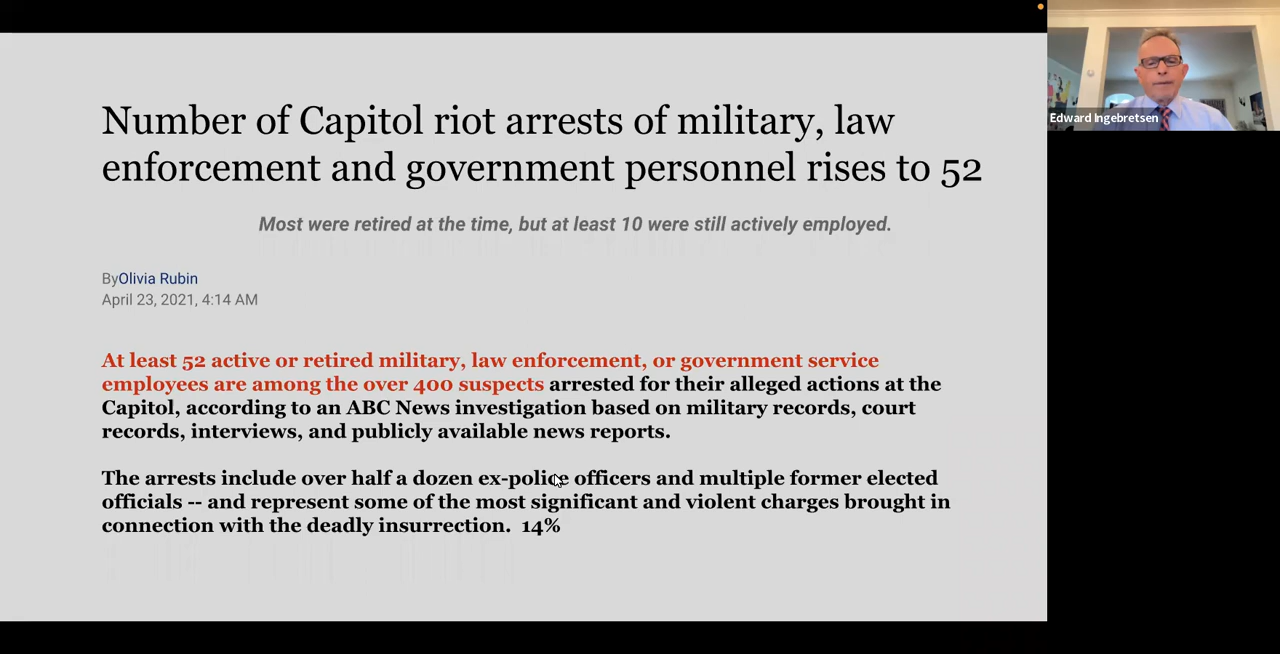 Number of Capitol riot arrests of military, law
enforcement and government personnel rises to 52
Most were retired at the time, but at least 10 were still actively employed.
ByOlivia Rubin
April 23, 2021, 4:14 AM
At least 52 active or retired military, law enforcement, or government service
employees are among the over 400 suspects arrested for their alleged actions at the
Capitol, according to an ABC News investigation based on military records, court
records, interviews, and publicly available news reports.
The arrests include over half a dozen ex-police officers and multiple former elected
officials -- and represent some of the most significant and violent charges brought in
connection with the deadly insurrection. 14%
Edward Ingebretsen